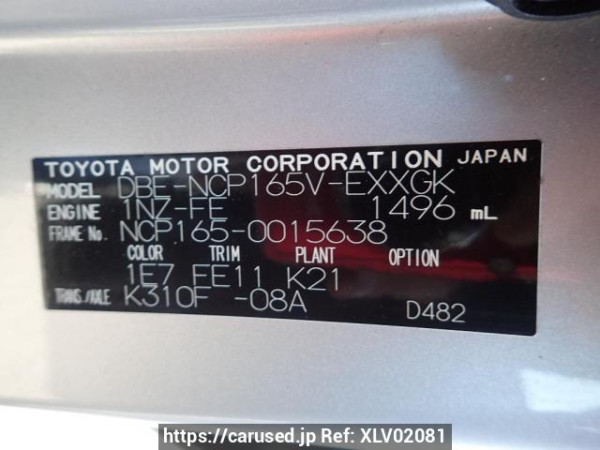 TOYOTA MOTOR CORPORATION JAPAN
MODEL DBE-NCP165V-EXXGK
ENGINE 1NZ-FE 1496 mL
FRAME No. NCP165-0015638
COLOR TRIM PLANT OPTION
1E7 FE11 K21
TRANS./AXLE K310F -08A D482
https://carused.jp Ref: XLV02081